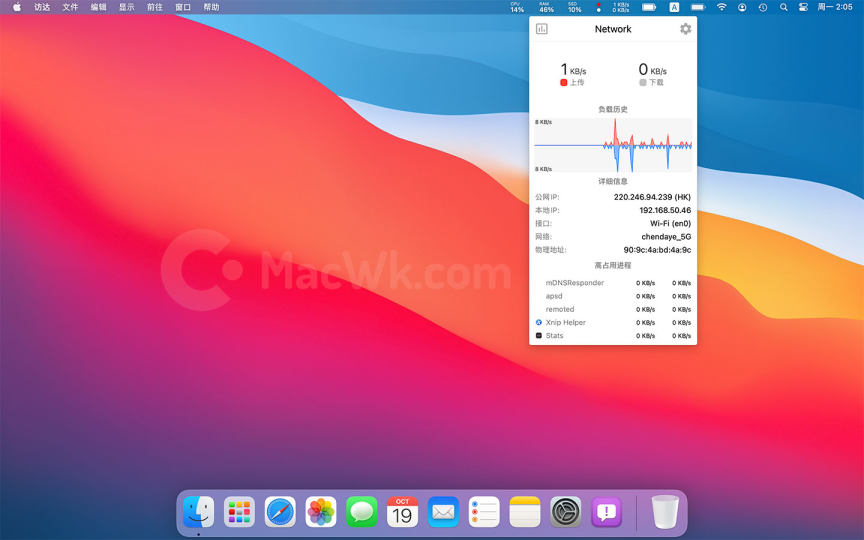 访达 文件 编辑 显示 前往 窗口 帮助
CPU 14% RAM 46% SSD 10% 1 KB/s 0 KB/s A 周一 2:05
Network
1 KB/s 0 KB/s
上传 下载
负载历史
8 KB/s
8 KB/s
详细信息
公网IP: 220.246.94.239 (HK)
本地IP: 192.168.50.46
接口: Wi-Fi (en0)
网络: chendaye_5G
物理地址: 90:9c:4a:bd:4a:9c
高占用进程
mDNSResponder 0 KB/s 0 KB/s
apsd 0 KB/s 0 KB/s
remoted 0 KB/s 0 KB/s
Xnip Helper 0 KB/s 0 KB/s
Stats 0 KB/s 0 KB/s
MacWk.com
OCT
19